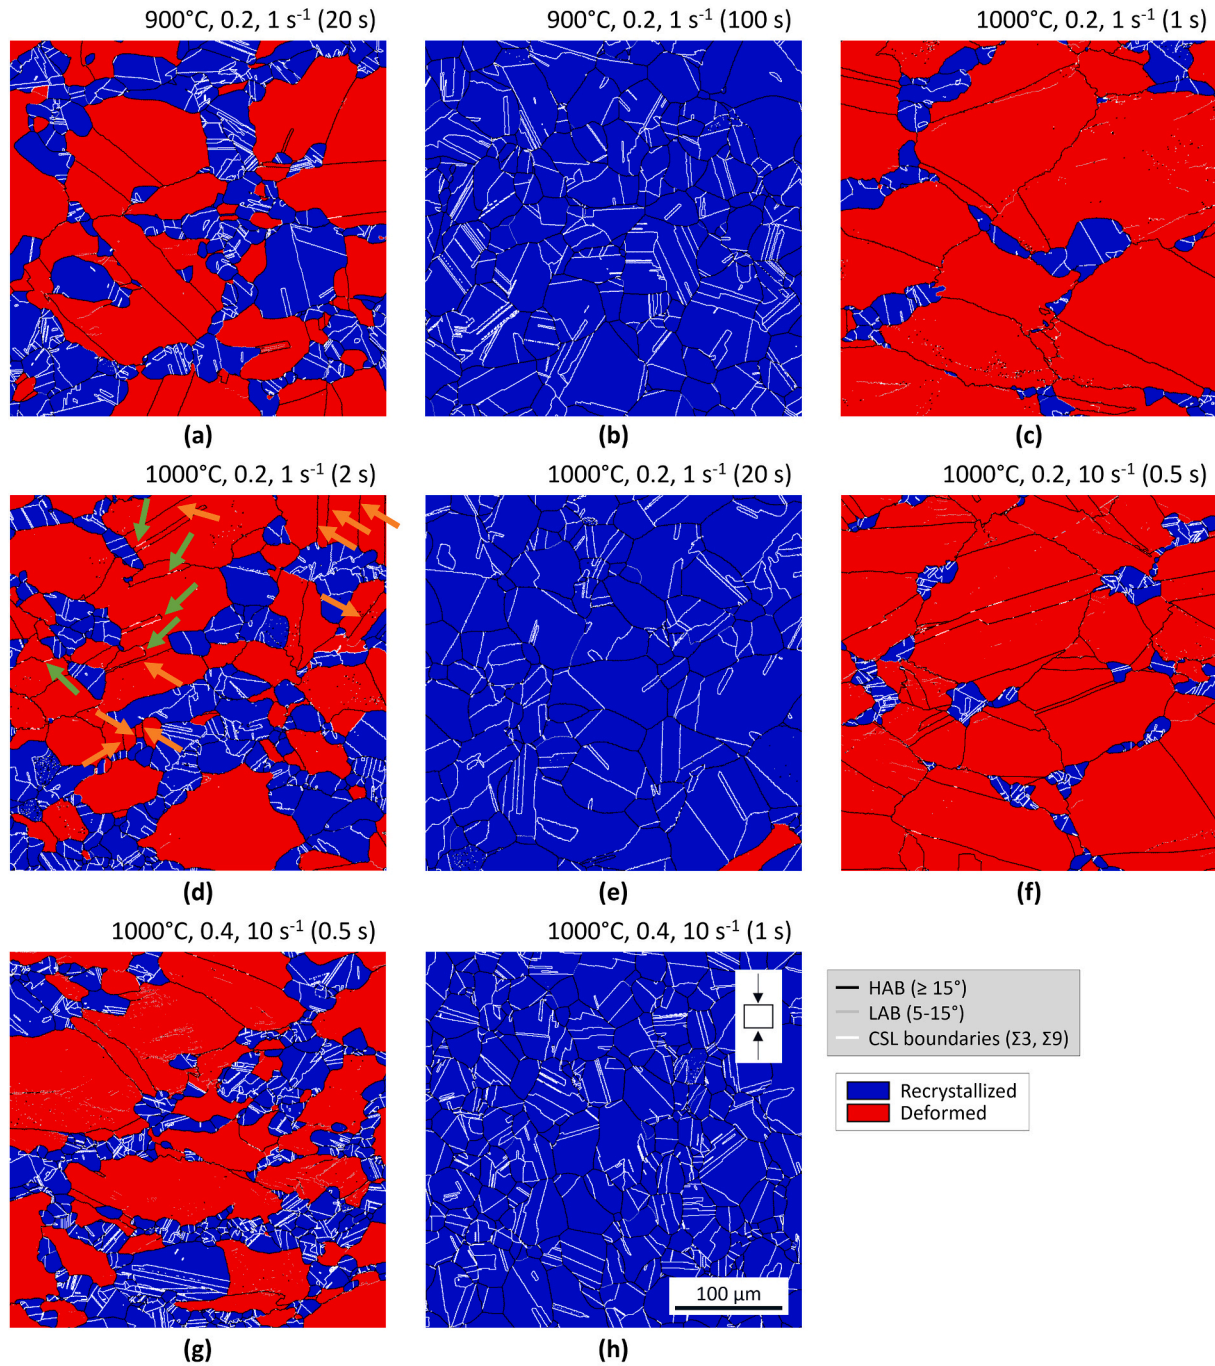 900°C, 0.2, 1 s⁻¹ (20 s)
900°C, 0.2, 1 s⁻¹ (100 s)
1000°C, 0.2, 1 s⁻¹ (1 s)
(a)
(b)
(c)
1000°C, 0.2, 1 s⁻¹ (2 s)
1000°C, 0.2, 1 s⁻¹ (20 s)
1000°C, 0.2, 10 s⁻¹ (0.5 s)
(d)
(e)
(f)
1000°C, 0.4, 10 s⁻¹ (0.5 s)
1000°C, 0.4, 10 s⁻¹ (1 s)
HAB (≥ 15°)
LAB (5-15°)
CSL boundaries (Σ3, Σ9)
Recrystallized
Deformed
100 µm
(g)
(h)